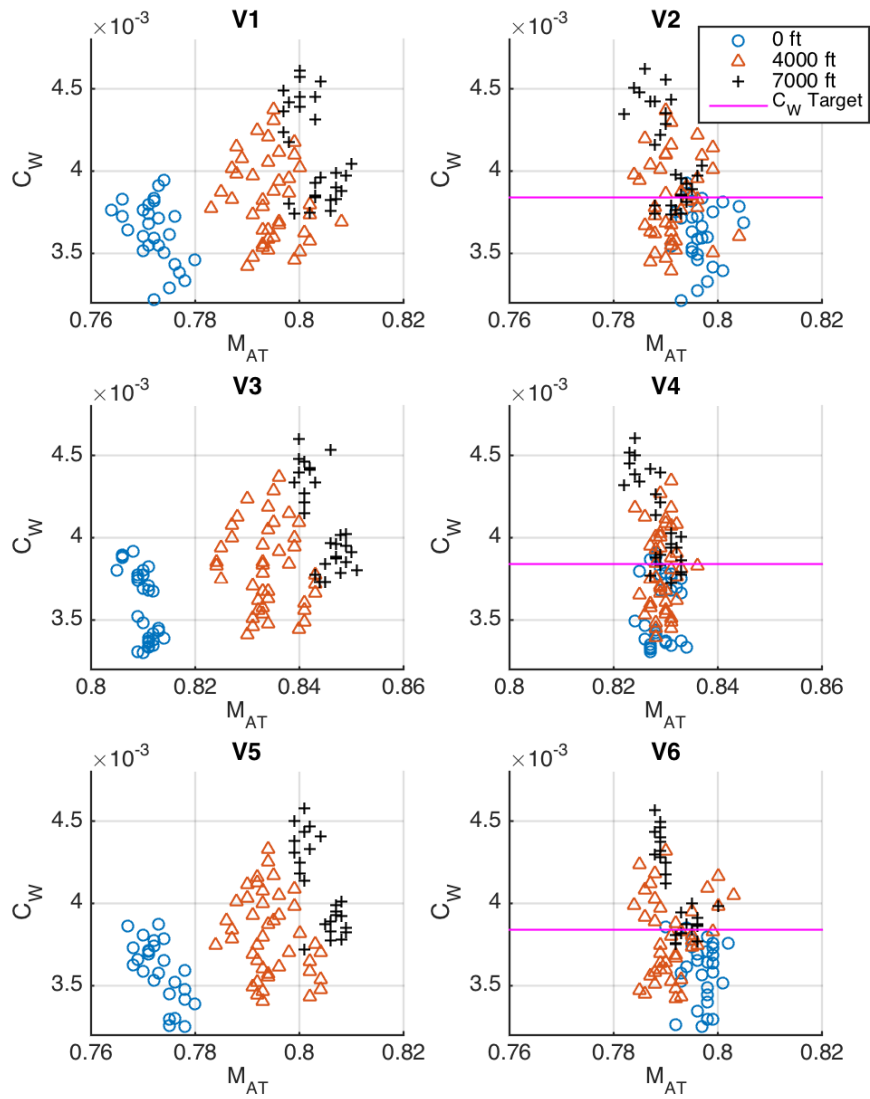 V1
×10⁻³
4.5
4
3.5
C_W
0.76 0.78 0.8 0.82
M_AT
V2
×10⁻³
0 ft
4000 ft
7000 ft
C_W Target
4.5
4
3.5
C_W
0.76 0.78 0.8 0.82
M_AT
V3
×10⁻³
4.5
4
3.5
C_W
0.8 0.82 0.84 0.86
M_AT
V4
×10⁻³
4.5
4
3.5
C_W
0.8 0.82 0.84 0.86
M_AT
V5
×10⁻³
4.5
4
3.5
C_W
0.76 0.78 0.8 0.82
M_AT
V6
×10⁻³
4.5
4
3.5
C_W
0.76 0.78 0.8 0.82
M_AT